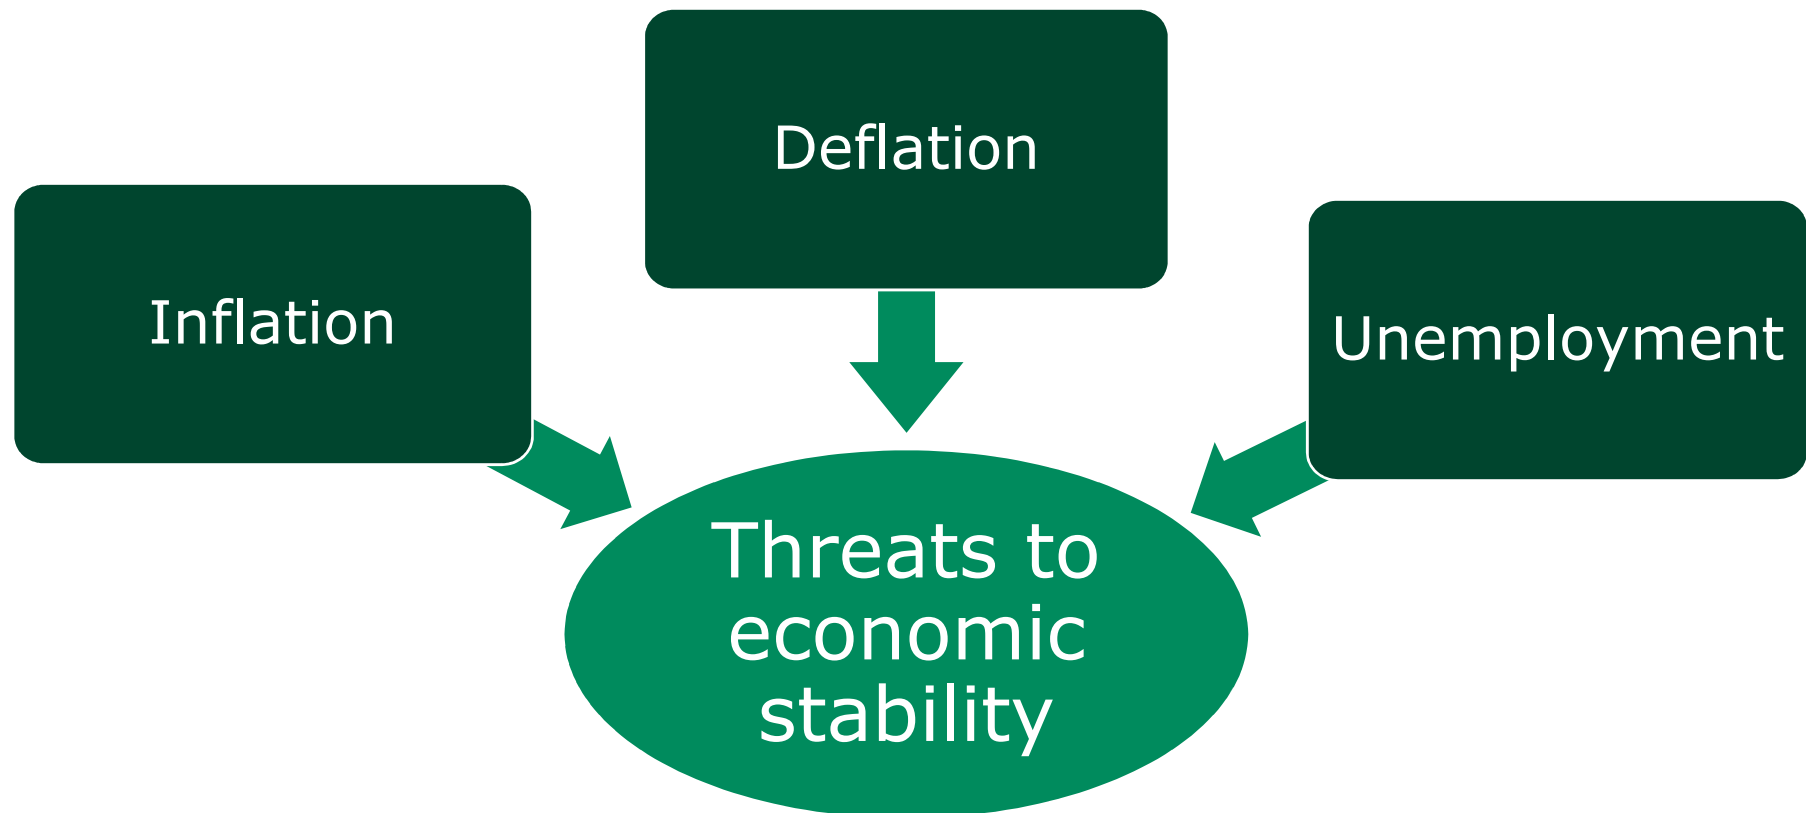 Deflation
Inflation
Unemployment
Threats to
economic
stability